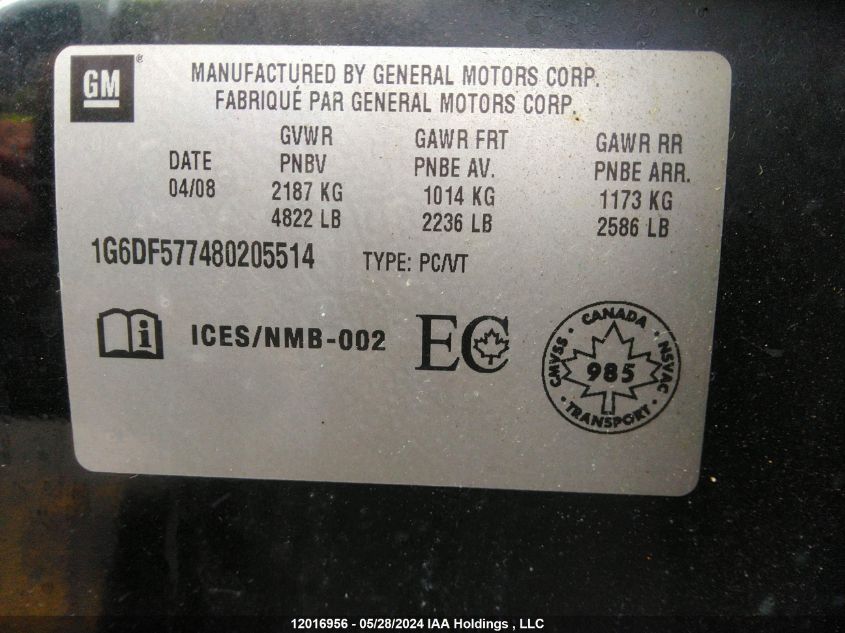 GM®
MANUFACTURED BY GENERAL MOTORS CORP.
FABRIQUÉ PAR GENERAL MOTORS CORP.
GVWR GAWR FRT GAWR RR
DATE PNBV PNBE AV. PNBE ARR.
04/08 2187 KG 1014 KG 1173 KG
4822 LB 2236 LB 2586 LB
1G6DF577480205514 TYPE: PC/VT
i ICES/NMB-002 EC
CMVSS · CANADA · NSVAC · TRANSPORT ·
985
12016956 - 05/28/2024 IAA Holdings , LLC